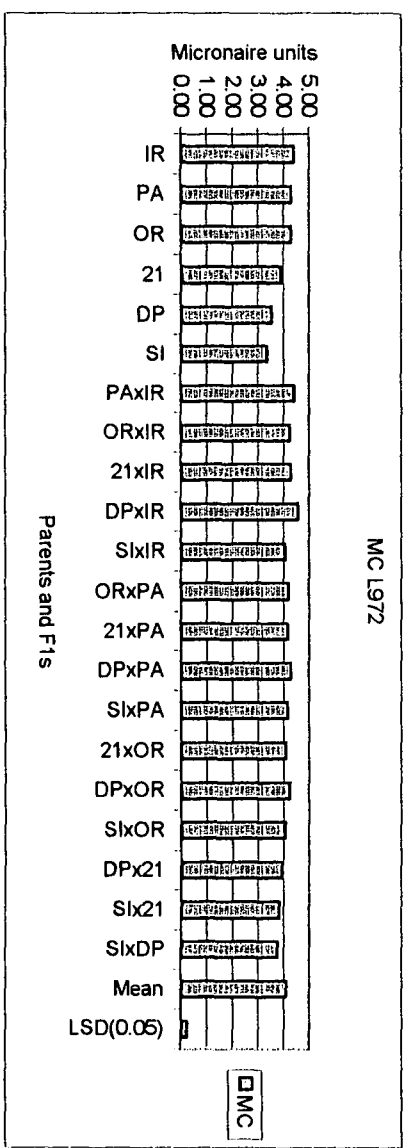 MC L972
Micronaire units
5.00
4.00
3.00
2.00
1.00
0.00
IR
PA
OR
21
DP
SI
PAxIR
ORxIR
21xIR
DPxIR
SIxIR
ORxPA
21xPA
DPxPA
SIxPA
21xOR
DPxOR
SIxOR
DPx21
SIx21
SIxDP
Mean
LSD(0.05)
Parents and F1s
MC